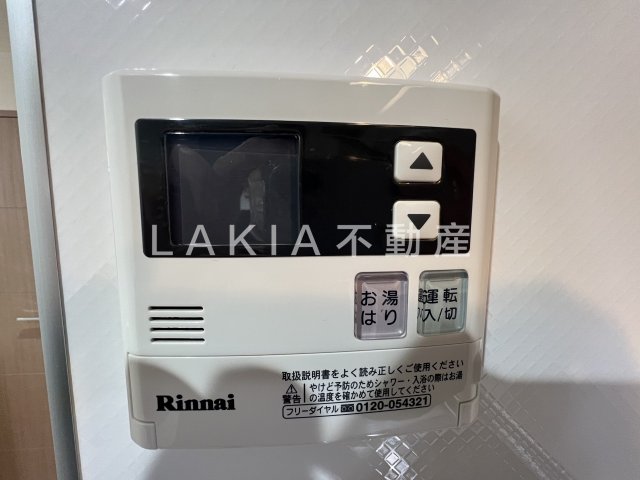 ▲
▼
LAKIA不動産
お湯はり
運転入/切
取扱説明書をよく読み正しくご使用ください
警告 やけど予防のためシャワー・入浴の際はお湯の温度を確かめて使用してください
Rinnai
フリーダイヤル 0120-054321